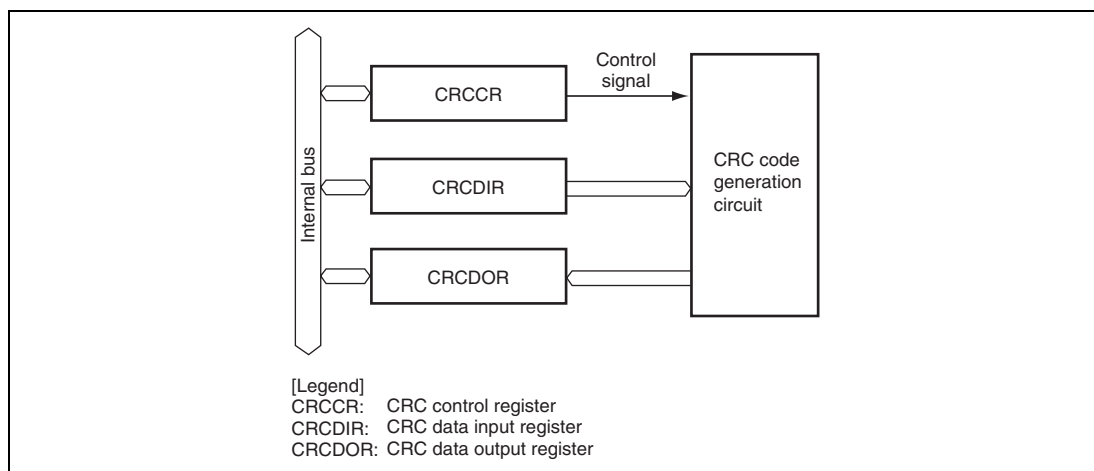 Control
signal
CRCCR
Internal bus
CRCDIR
CRC code
generation
circuit
CRCDOR
[Legend]
CRCCR: CRC control register
CRCDIR: CRC data input register
CRCDOR: CRC data output register